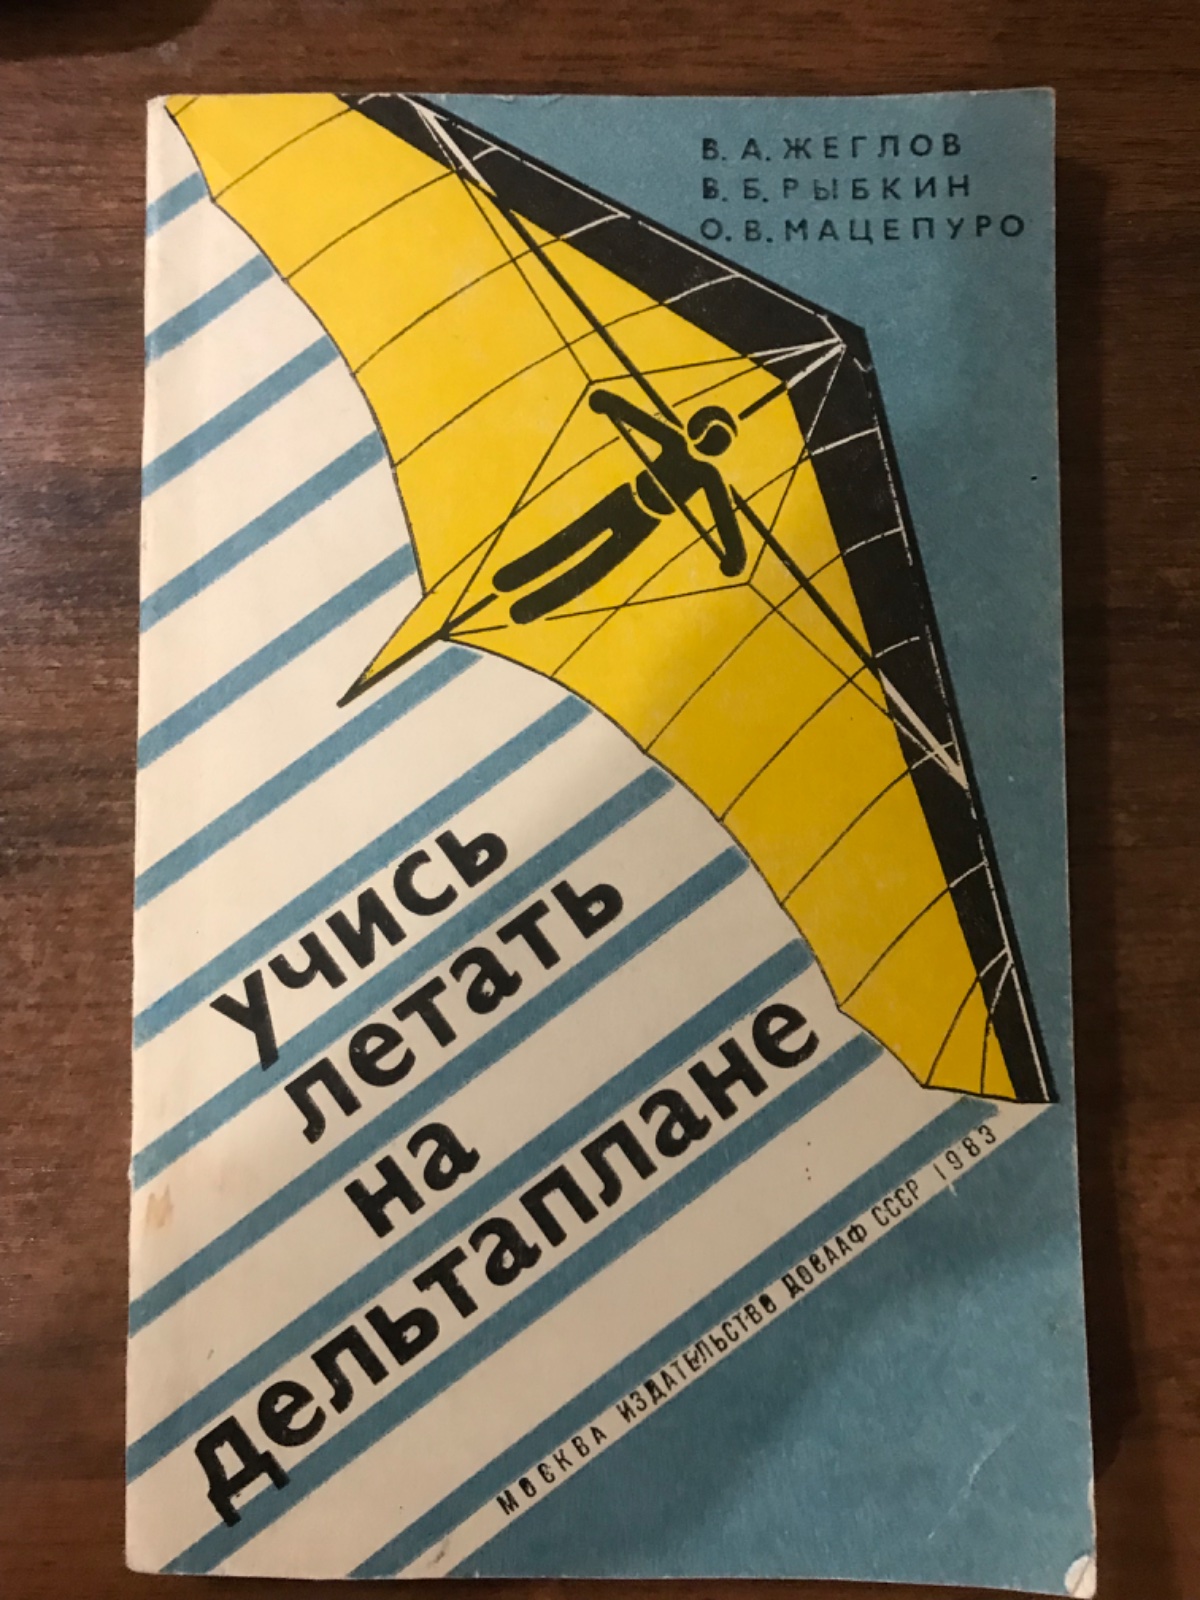 В. А. ЖЕГЛОВ
В. Б. РЫБКИН
О. В. МАЦЕПУРО
учись
летать
на
дельтаплане
МОСКВА ИЗДАТЕЛЬСТВО ДОСААФ СССР 1983